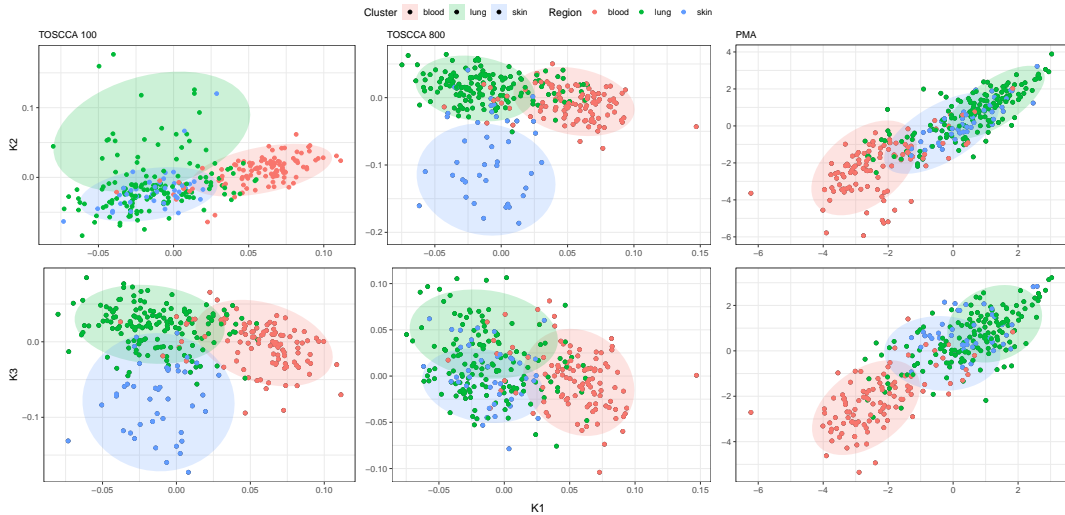 Cluster blood lung skin Region blood lung skin
TOSCCA 100 TOSCCA 800 PMA
K2
0.1
0.0
−0.05 0.00 0.05 0.10
0.0
−0.1
−0.2
−0.05 0.00 0.05 0.10 0.15
4
2
0
−2
−4
−6
−6 −4 −2 0 2
K3
0.0
−0.1
−0.05 0.00 0.05 0.10
0.10
0.05
0.00
−0.05
−0.10
−0.05 0.00 0.05 0.10 0.15
2
0
−2
−4
−6 −4 −2 0 2
K1